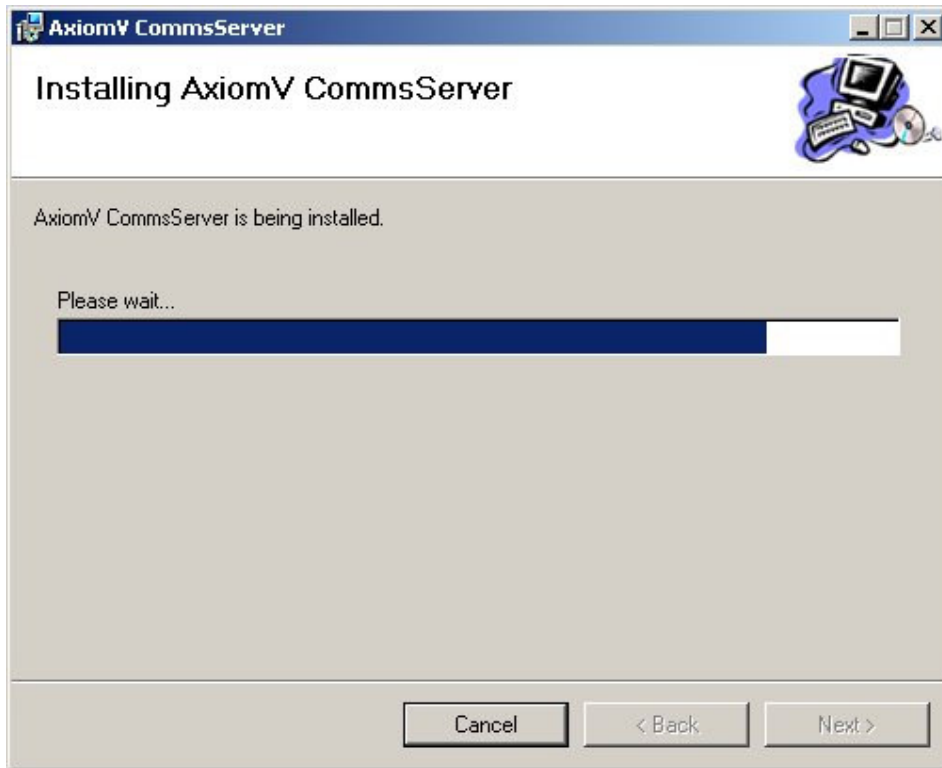 AxiomV CommsServer
Installing AxiomV CommsServer
AxiomV CommsServer is being installed.
Please wait...
Cancel
< Back
Next >